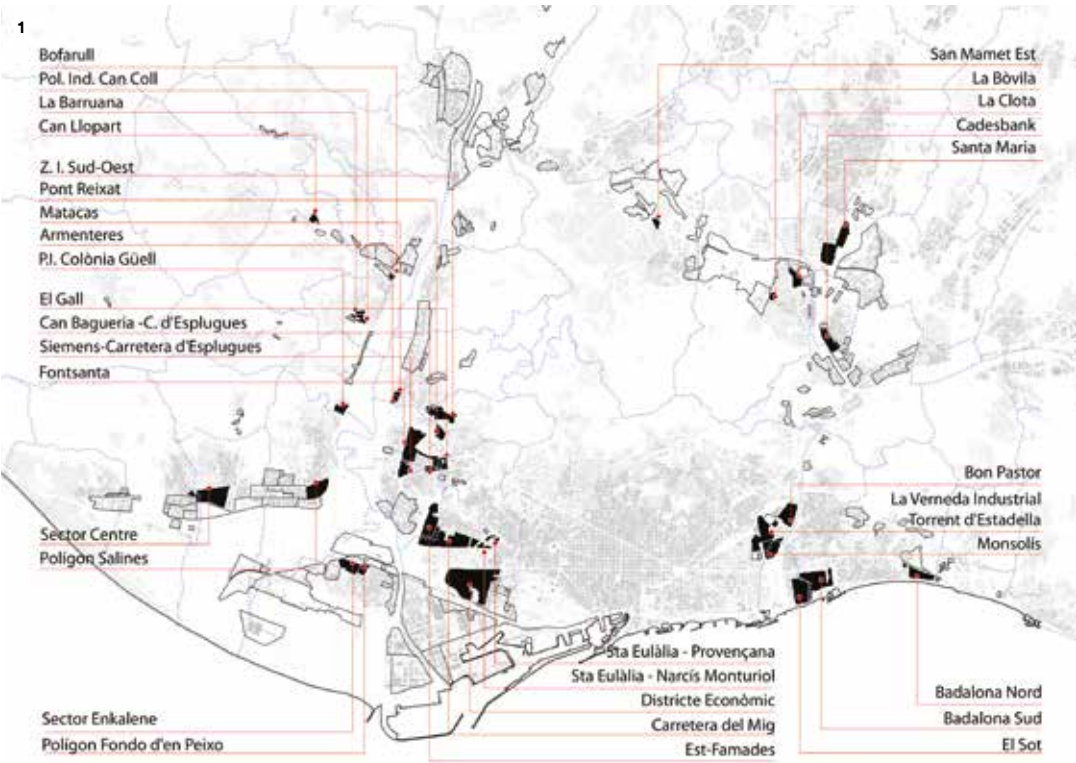 1
Bofarull
Pol. Ind. Can Coll
La Barruana
Can Llopart
Z. I. Sud-Oest
Pont Reixat
Matacas
Armenteres
P.I. Colònia Güell
El Gall
Can Bagueria -C. d'Esplugues
Siemens-Carretera d'Esplugues
Fontsanta
Sector Centre
Polígon Salines
Sector Enkalene
Polígon Fondo d'en Peixo
San Mamet Est
La Bòvila
La Clota
Cadesbank
Santa Maria
Bon Pastor
La Verneda Industrial
Torrent d'Estadella
Monsolís
Sta Eulàlia - Provençana
Sta Eulàlia - Narcís Monturiol
Districte Econòmic
Carretera del Mig
Est-Famades
Badalona Nord
Badalona Sud
El Sot